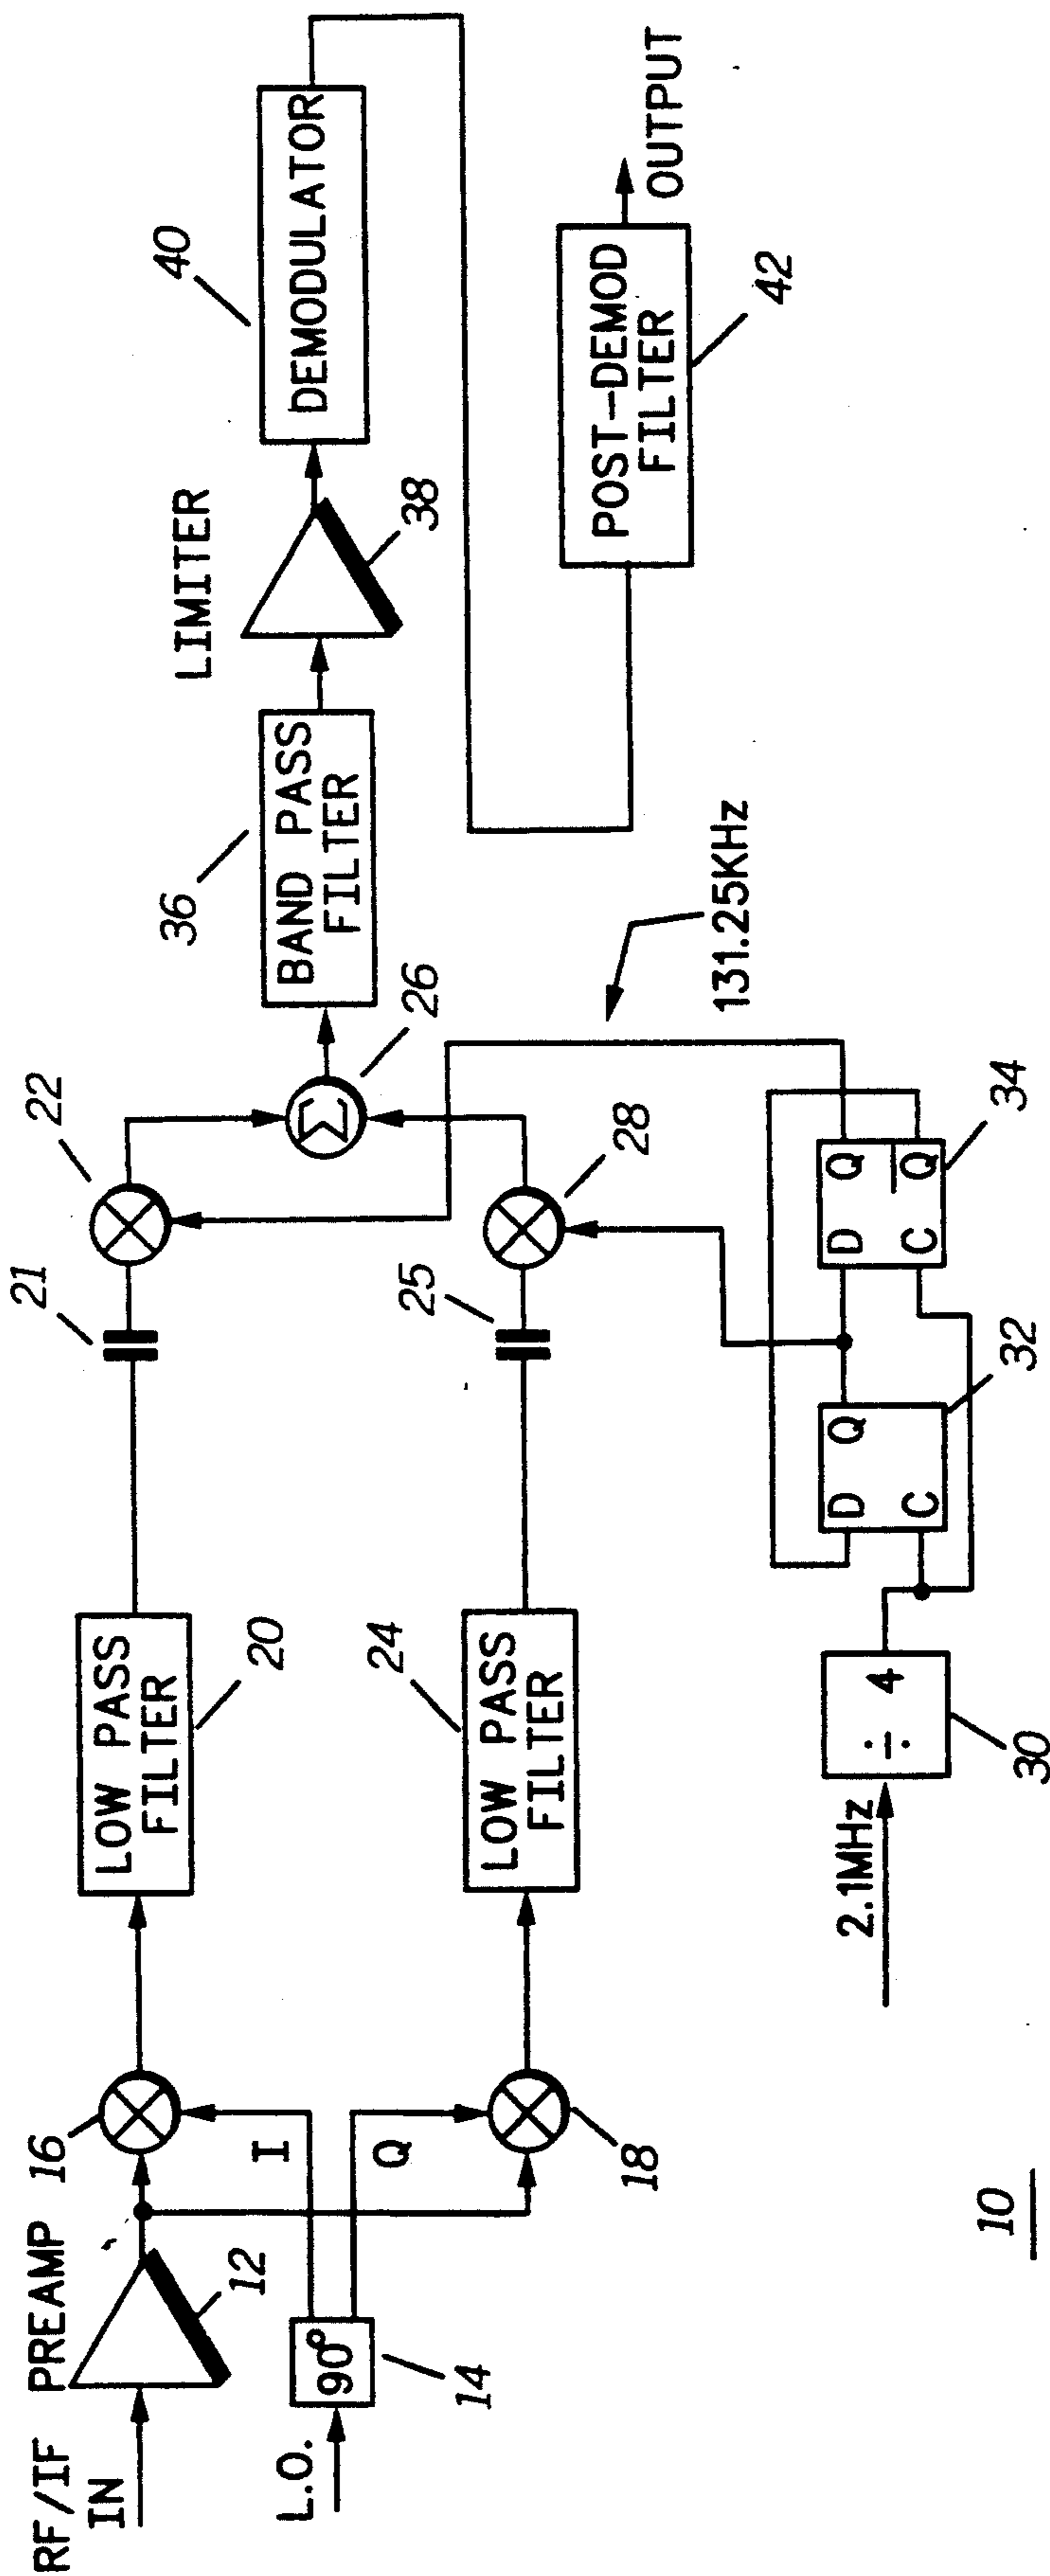 RF/IF
IN
PREAMP
12
L.O.
90°
14
16
I
Q
18
LOW PASS
FILTER
20
LOW PASS
FILTER
24
21
22
25
28
26
2.1MHz
÷ 4
30
D Q
C
32
D Q
C Q̅
34
131.25KHz
BAND PASS
FILTER
36
LIMITER
38
DEMODULATOR
40
POST-DEMOD
FILTER
42
OUTPUT
Σ
10